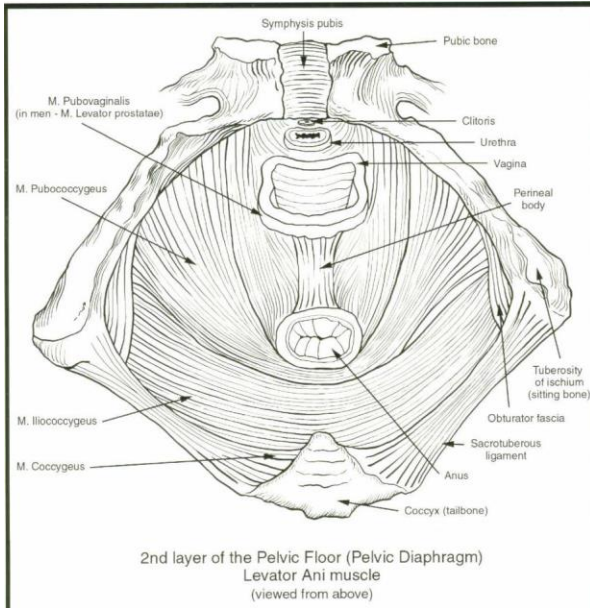 Symphysis pubis
Pubic bone
M. Pubovaginalis
(in men - M. Levator prostatae)
Clitoris
Urethra
Vagina
M. Pubococcygeus
Perineal
body
Tuberosity
of ischium
(sitting bone)
Obturator fascia
M. Iliococcygeus
Sacrotuberous
ligament
M. Coccygeus
Anus
Coccyx (tailbone)
2nd layer of the Pelvic Floor (Pelvic Diaphragm)
Levator Ani muscle
(viewed from above)